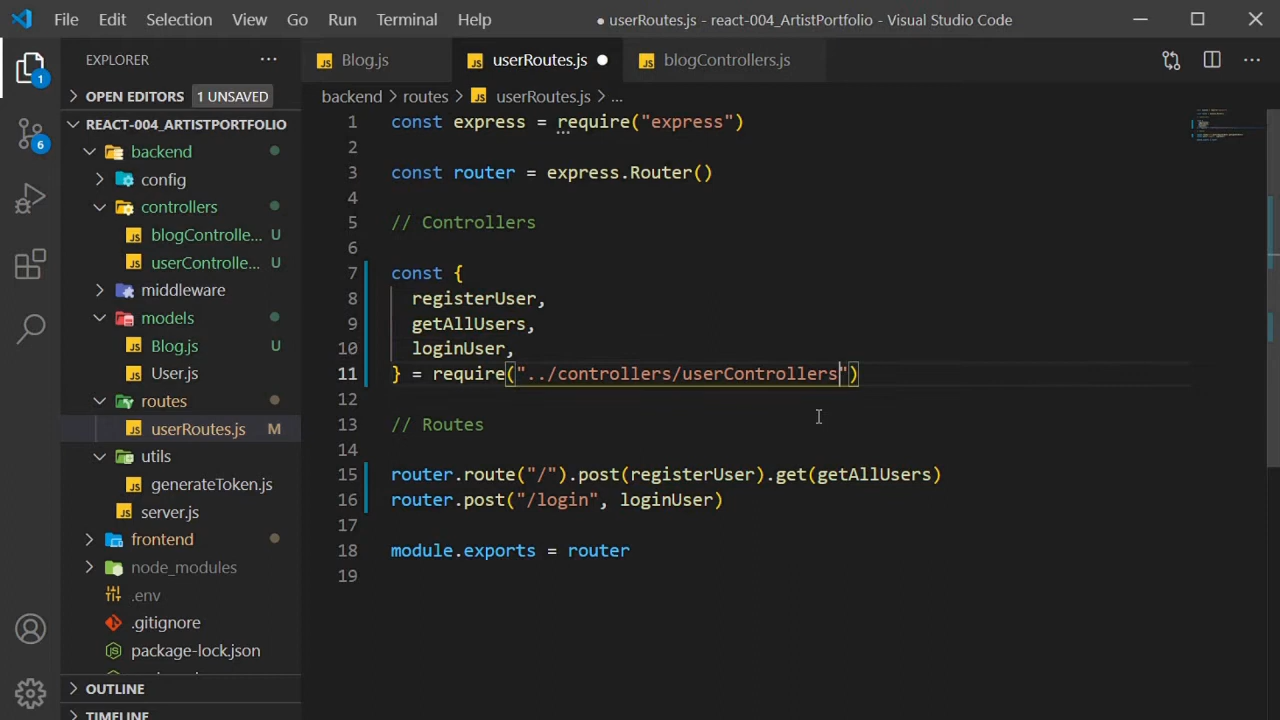 File Edit Selection View Go Run Terminal Help ● userRoutes.js - react-004_ArtistPortfolio - Visual Studio Code
EXPLORER
OPEN EDITORS 1 UNSAVED
REACT-004_ARTISTPORTFOLIO
backend
config
controllers
blogControlle... U
userControlle... U
middleware
models
Blog.js U
User.js
routes
userRoutes.js M
utils
generateToken.js
server.js
frontend
node_modules
.env
.gitignore
package-lock.json
OUTLINE
TIMELINE
1
6
Blog.js userRoutes.js blogControllers.js
backend > routes > userRoutes.js > ...
1 const express = require("express")
2
3 const router = express.Router()
4
5 // Controllers
6
7 const {
8 registerUser,
9 getAllUsers,
10 loginUser,
11 } = require("../controllers/userControllers")
12
13 // Routes
14
15 router.route("/").post(registerUser).get(getAllUsers)
16 router.post("/login", loginUser)
17
18 module.exports = router
19